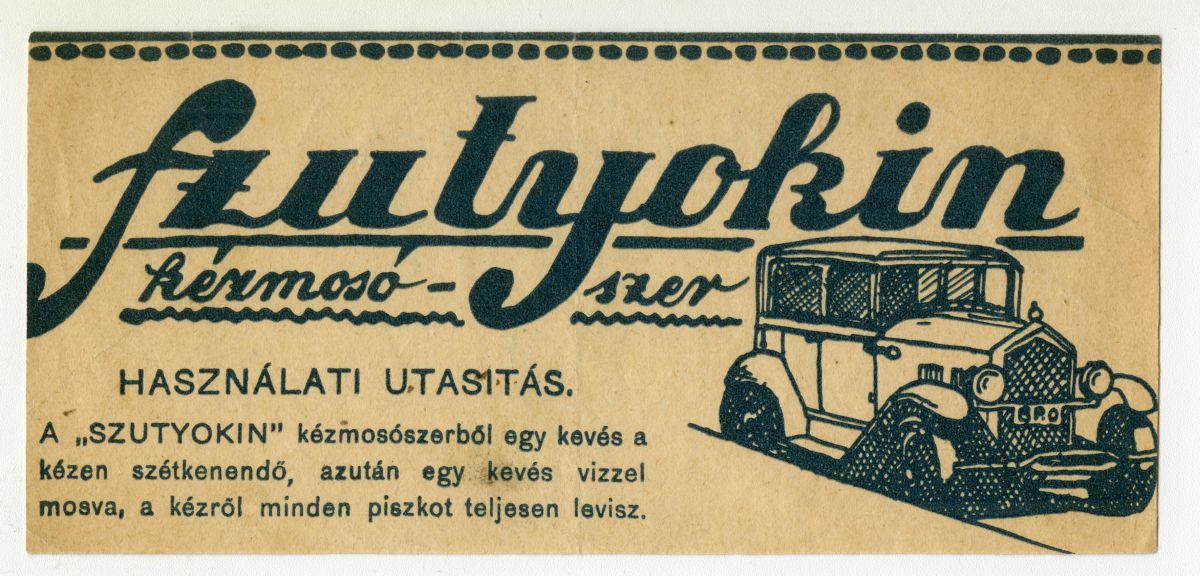 Szutyokin
kézmosó-szer
HASZNÁLATI UTASITÁS.
A „SZUTYOKIN" kézmosószerből egy kevés a
kézen szétkenendő, azután egy kevés vizzel
mosva, a kézről minden piszkot teljesen levisz.